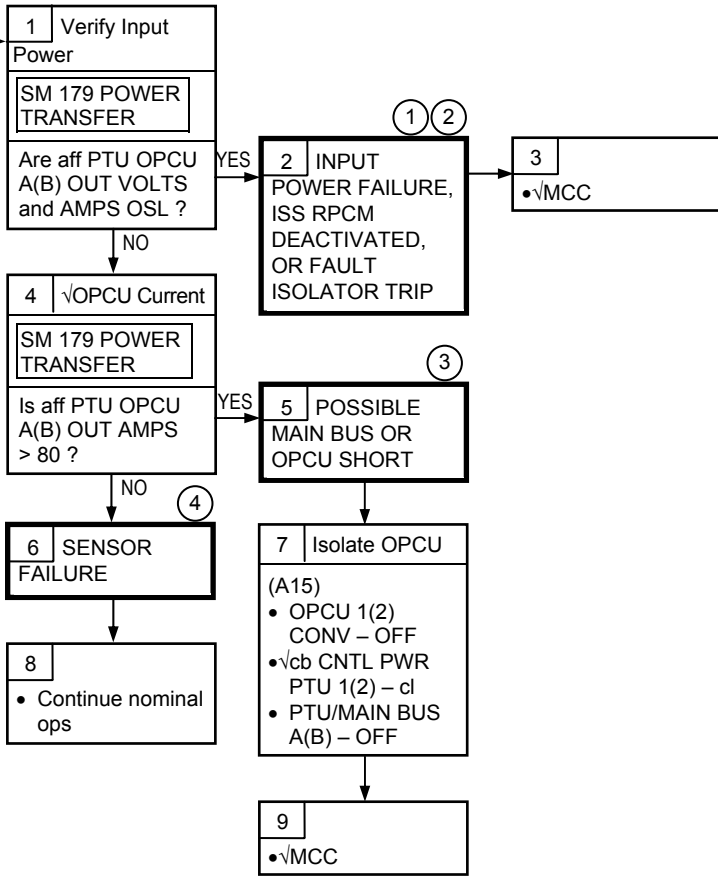 1 Verify Input
Power
SM 179 POWER
TRANSFER
Are aff PTU OPCU
A(B) OUT VOLTS
and AMPS OSL ?
YES
NO
1 2
2 INPUT
POWER FAILURE,
ISS RPCM
DEACTIVATED,
OR FAULT
ISOLATOR TRIP
3
•√MCC
4 √OPCU Current
SM 179 POWER
TRANSFER
Is aff PTU OPCU
A(B) OUT AMPS
> 80 ?
YES
NO
3
5 POSSIBLE
MAIN BUS OR
OPCU SHORT
4
6 SENSOR
FAILURE
7 Isolate OPCU
(A15)
• OPCU 1(2)
CONV – OFF
•√cb CNTL PWR
PTU 1(2) – cl
• PTU/MAIN BUS
A(B) – OFF
8
• Continue nominal
ops
9
•√MCC